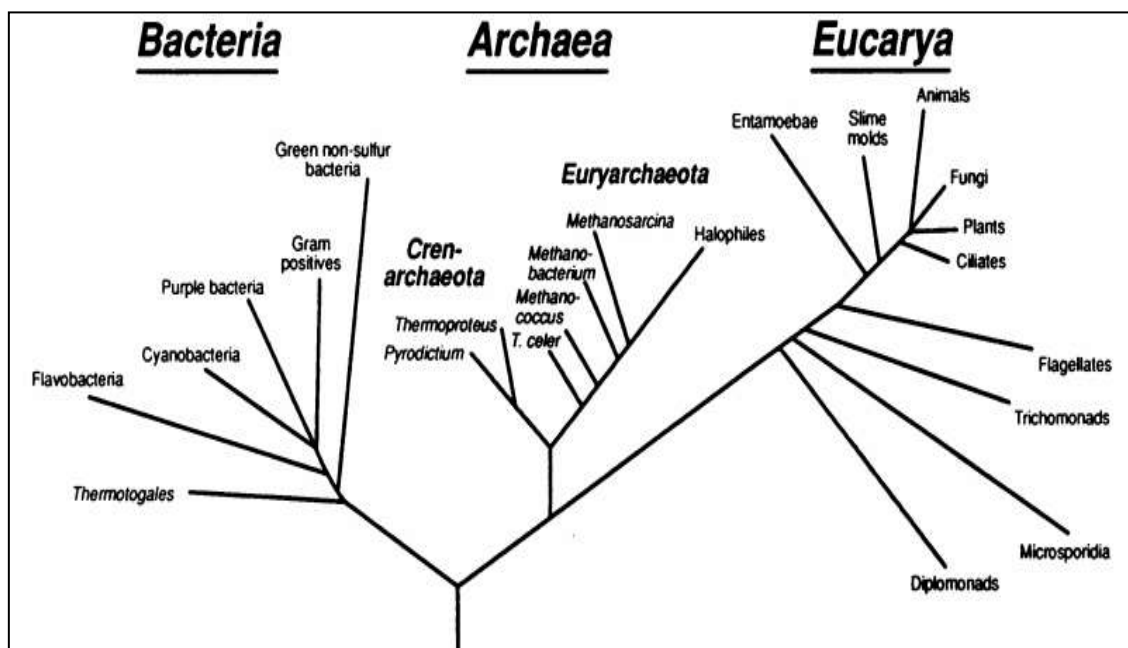 Bacteria
Archaea
Eucarya
Green non-sulfur
bacteria
Gram
positives
Purple bacteria
Cyanobacteria
Flavobacteria
Thermotogales
Cren-
archaeota
Thermoproteus
Pyrodictium
Euryarchaeota
Methanosarcina
Methano-
bacterium
Methano-
coccus
T. celer
Halophiles
Entamoebae
Slime
molds
Animals
Fungi
Plants
Ciliates
Flagellates
Trichomonads
Microsporidia
Diplomonads